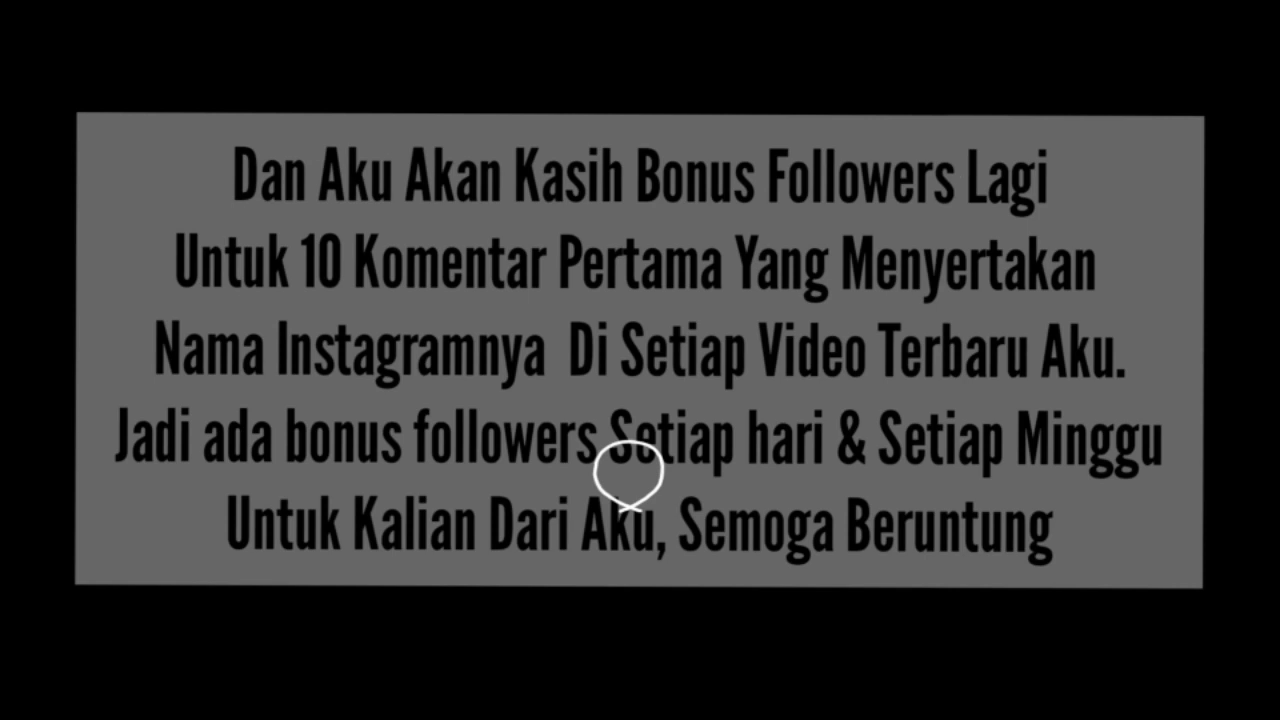 Dan Aku Akan Kasih Bonus Followers Lagi
Untuk 10 Komentar Pertama Yang Menyertakan
Nama Instagramnya Di Setiap Video Terbaru Aku.
Jadi ada bonus followers Setiap hari & Setiap Minggu
Untuk Kalian Dari Aku, Semoga Beruntung